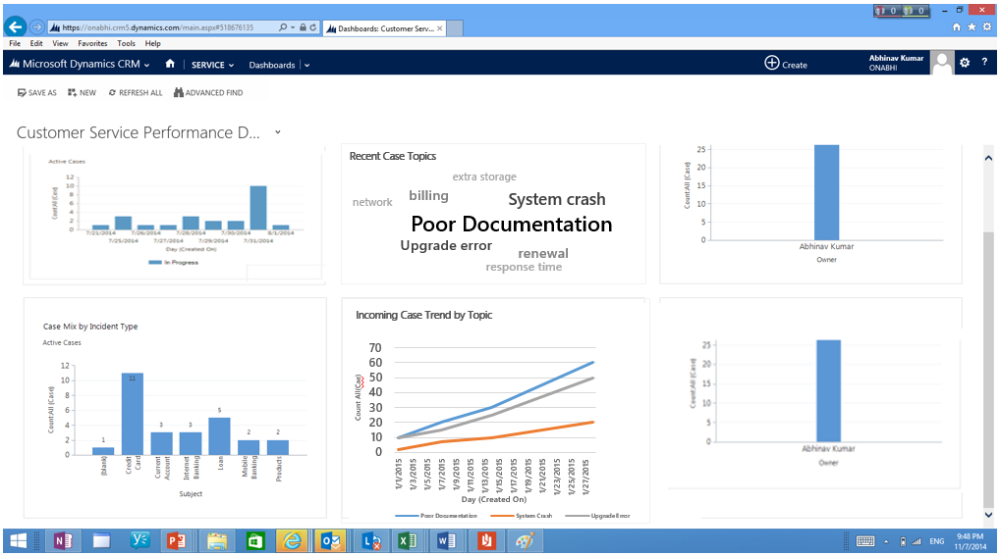 0 0
https://onabhi.crm5.dynamics.com/main.aspx#518676135
Dashboards: Customer Serv...
File Edit View Favorites Tools Help
Microsoft Dynamics CRM SERVICE Dashboards Create Abhinav Kumar
ONABHI
?
SAVE AS NEW REFRESH ALL ADVANCED FIND
Customer Service Performance D...
Active Cases
12
10
8
6
4
2
0
Count:All (Case)
7/21/2014 7/26/2014 7/28/2014 7/30/2014 8/1/2014
7/25/2014 7/27/2014 7/29/2014 7/31/2014
Day (Created On)
In Progress
Recent Case Topics
extra storage
network billing System crash
Poor Documentation
Upgrade error renewal
response time
25
20
15
10
5
0
Count:All (Case)
Abhinav Kumar
Owner
Case Mix by Incident Type
Active Cases
12
10
8
6
4
2
0
Count:All (Case)
1 11 3 3 5 2 2
(blank) Credit Card Current Account Internet Banking Loan Mobile Banking Products
Subject
Incoming Case Trend by Topic
70
60
50
40
30
20
10
0
Count All(Cae)
1/1/2015 1/3/2015 1/5/2015 1/7/2015 1/9/2015 1/11/2015 1/13/2015 1/15/2015 1/17/2015 1/19/2015 1/21/2015 1/23/2015 1/25/2015 1/27/2015
Day (Created On)
Poor Documentation System Crash Upgrade Error
25
20
15
10
5
0
Count:All (Case)
Abhinav Kumar
Owner
ENG 9:48 PM
11/7/2014